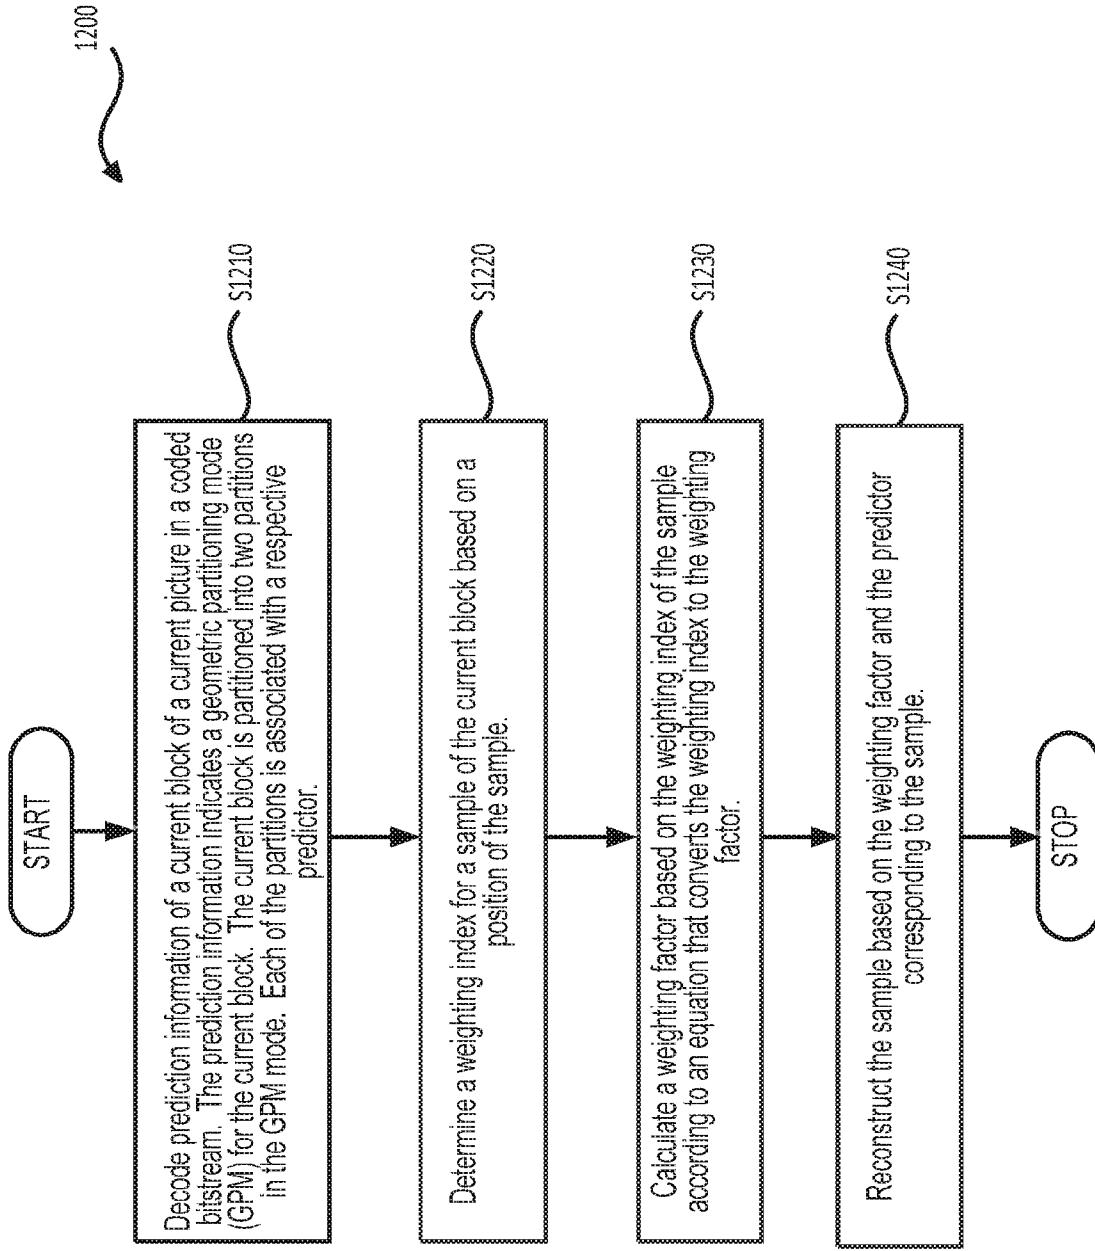 1200
START
Decode prediction information of a current block of a current picture in a coded
bitstream. The prediction information indicates a geometric partitioning mode
(GPM) for the current block. The current block is partitioned into two partitions
in the GPM mode. Each of the partitions is associated with a respective
predictor.
S1210
Determine a weighting index for a sample of the current block based on a
position of the sample.
S1220
Calculate a weighting factor based on the weighting index of the sample
according to an equation that converts the weighting index to the weighting
factor.
S1230
Reconstruct the sample based on the weighting factor and the predictor
corresponding to the sample.
S1240
STOP